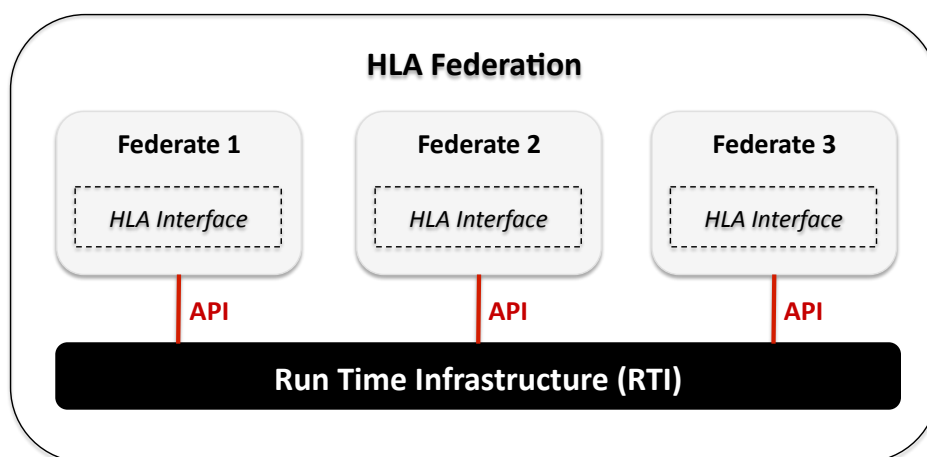 HLA Federation
Federate 1
Federate 2
Federate 3
HLA Interface
HLA Interface
HLA Interface
API
API
API
Run Time Infrastructure (RTI)